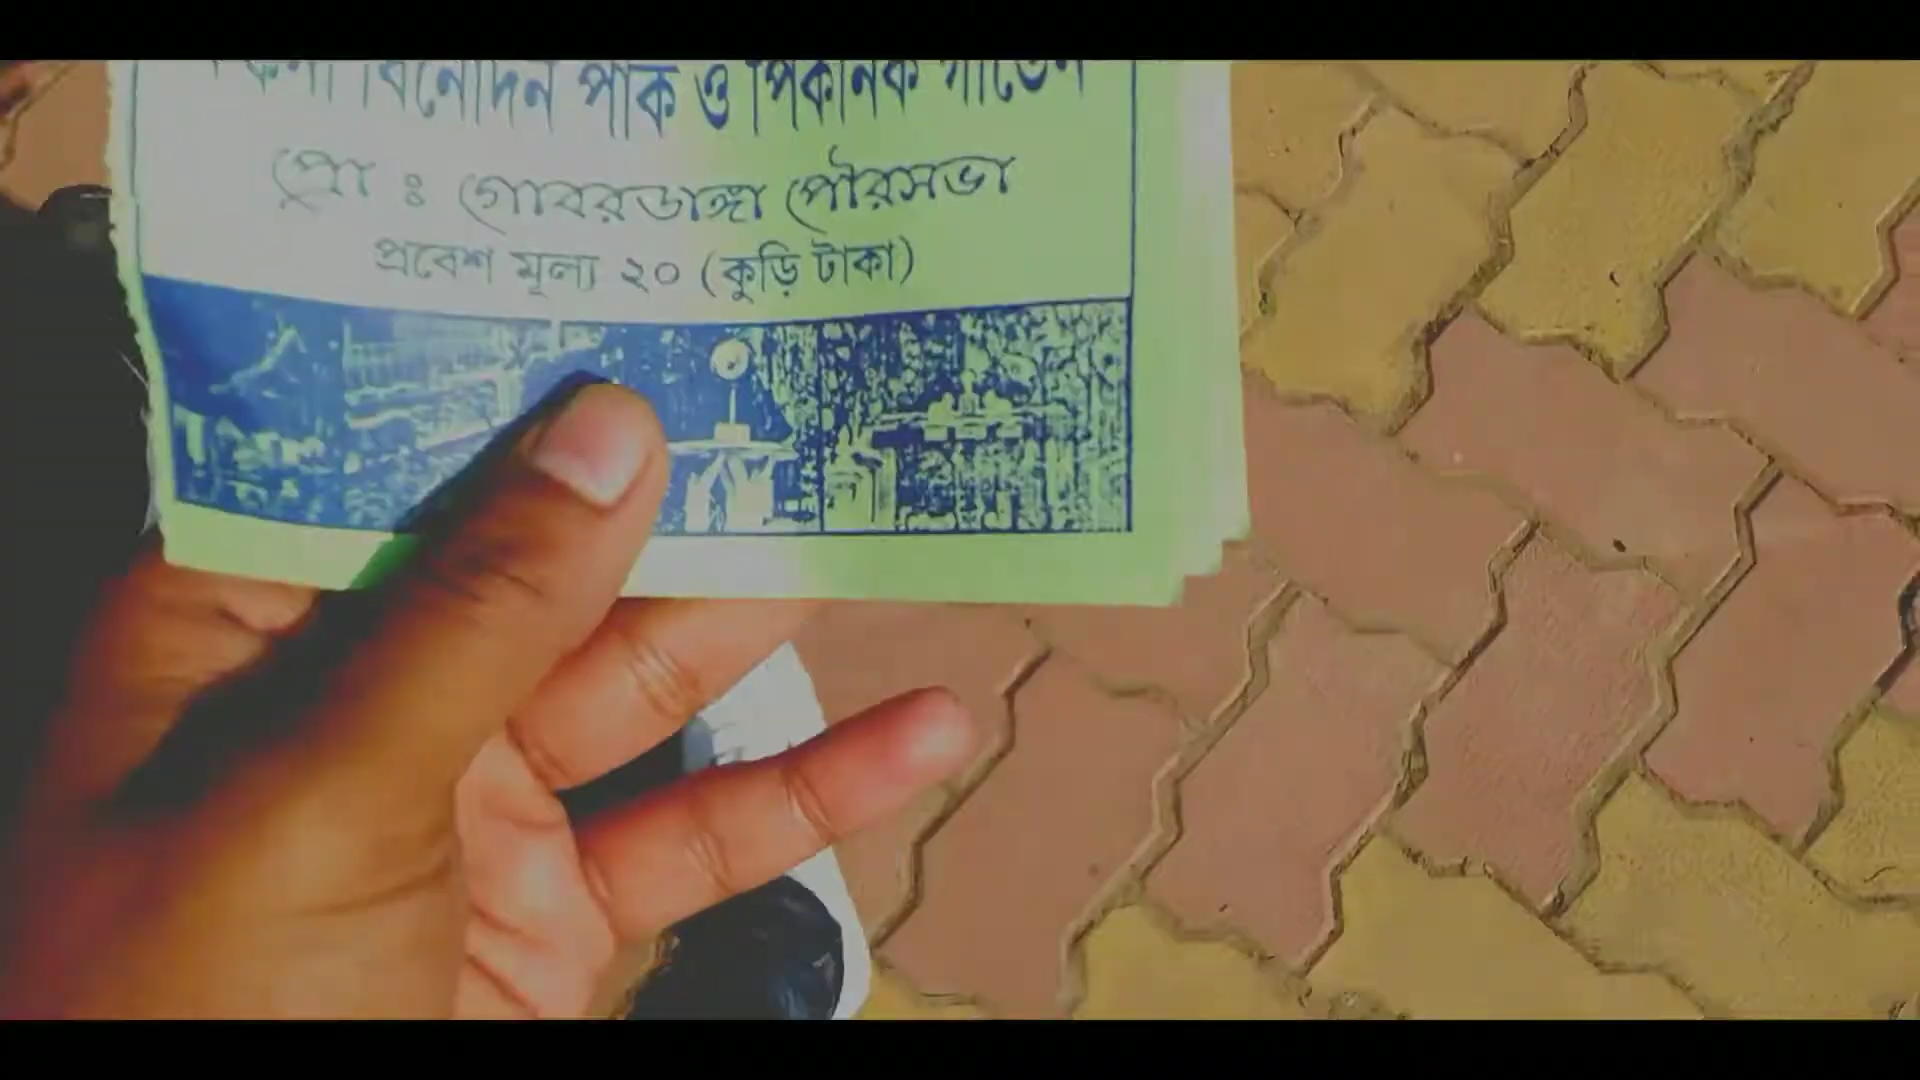 বিনোদন পার্ক ও পিকনিক গার্ডেন
প্রো ঃ গোবরডাঙ্গা পৌরসভা
প্রবেশ মূল্য ২০ (কুড়ি টাকা)